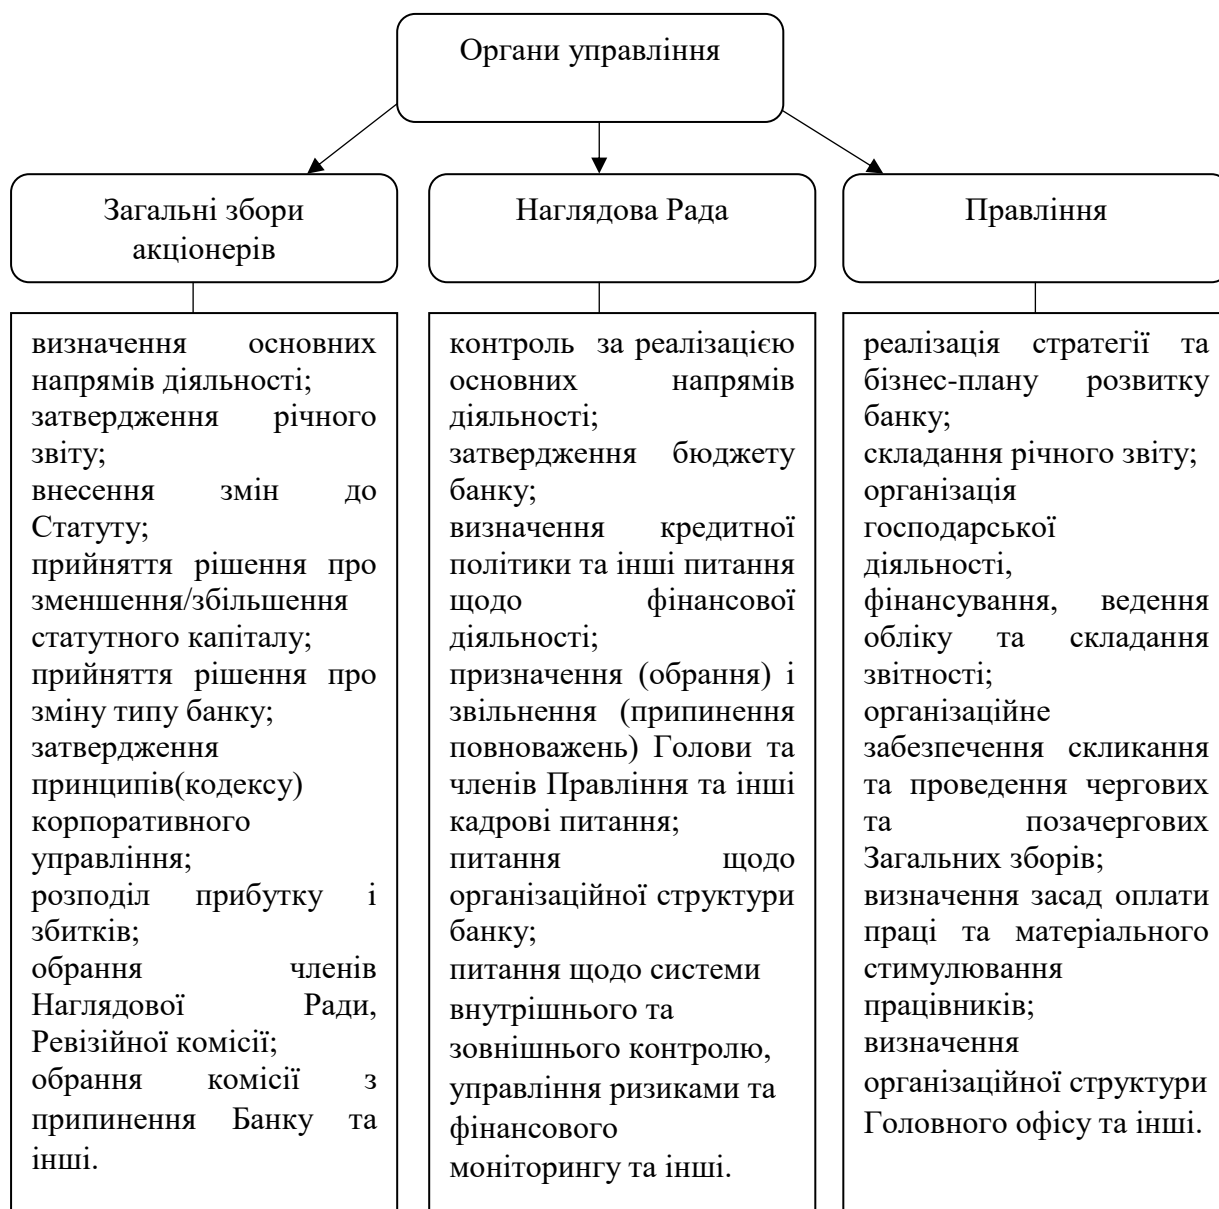 Органи управління
Загальні збори
акціонерів
Наглядова Рада
Правління
визначення основних
напрямів діяльності;
затвердження річного
звіту;
внесення змін до
Статуту;
прийняття рішення про
зменшення/збільшення
статутного капіталу;
прийняття рішення про
зміну типу банку;
затвердження
принципів(кодексу)
корпоративного
управління;
розподіл прибутку і
збитків;
обрання членів
Наглядової Ради,
Ревізійної комісії;
обрання комісії з
припинення Банку та
інші.
контроль за реалізацією
основних напрямів
діяльності;
затвердження бюджету
банку;
визначення кредитної
політики та інші питання
щодо фінансової
діяльності;
призначення (обрання) і
звільнення (припинення
повноважень) Голови та
членів Правління та інші
кадрові питання;
питання щодо
організаційної структури
банку;
питання щодо системи
внутрішнього та
зовнішнього контролю,
управління ризиками та
фінансового
моніторингу та інші.
реалізація стратегії та
бізнес-плану розвитку
банку;
складання річного звіту;
організація
господарської
діяльності,
фінансування, ведення
обліку та складання
звітності;
організаційне
забезпечення скликання
та проведення чергових
та позачергових
Загальних зборів;
визначення засад оплати
праці та матеріального
стимулювання
працівників;
визначення
організаційної структури
Головного офісу та інші.